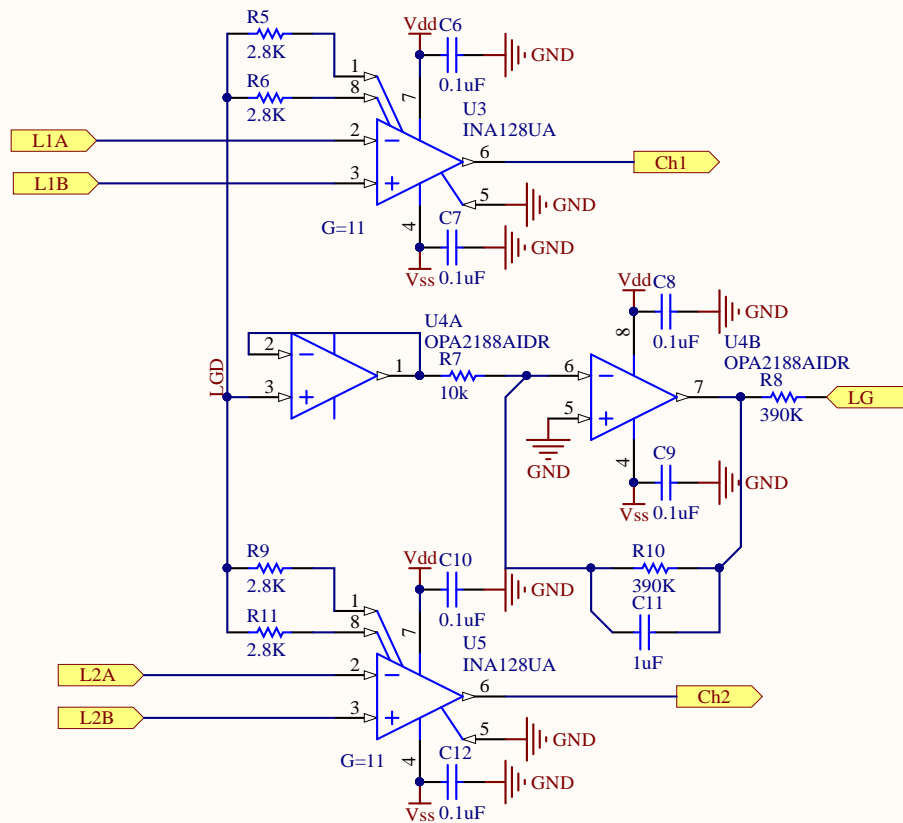 R5
2.8K
R6
2.8K
1
8
2
3
L1A
L1B
Vdd
C6
0.1uF
GND
7
U3
INA128UA
6
Ch1
5
GND
4
C7
0.1uF
GND
Vss
G=11
LGD
2
3
U4A
OPA2188AIDR
1
R7
10k
6
5
GND
Vdd
C8
0.1uF
GND
8
U4B
OPA2188AIDR
7
R8
390K
LG
4
C9
0.1uF
GND
Vss
R10
390K
C11
1uF
R9
2.8K
R11
2.8K
1
8
2
3
L2A
L2B
Vdd
C10
0.1uF
GND
7
U5
INA128UA
6
Ch2
5
GND
4
C12
0.1uF
GND
Vss
G=11